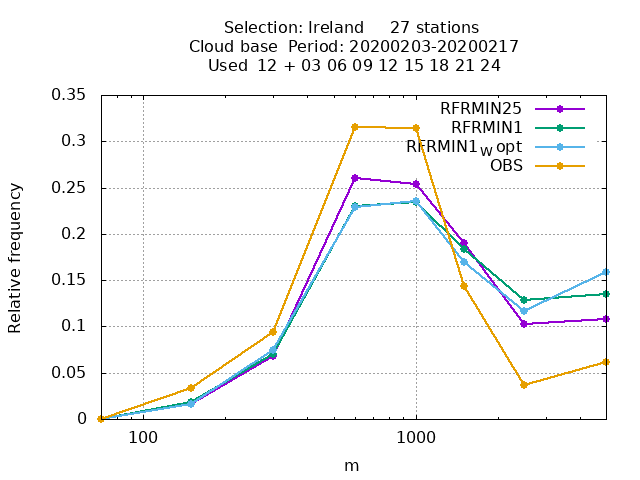 Selection: Ireland 27 stations
Cloud base Period: 20200203-20200217
Used 12 + 03 06 09 12 15 18 21 24
0.35
0.3
0.25
0.2
0.15
0.1
0.05
0
Relative frequency
RFRMIN25
RFRMIN1
RFRMIN1w opt
OBS
100 1000
m